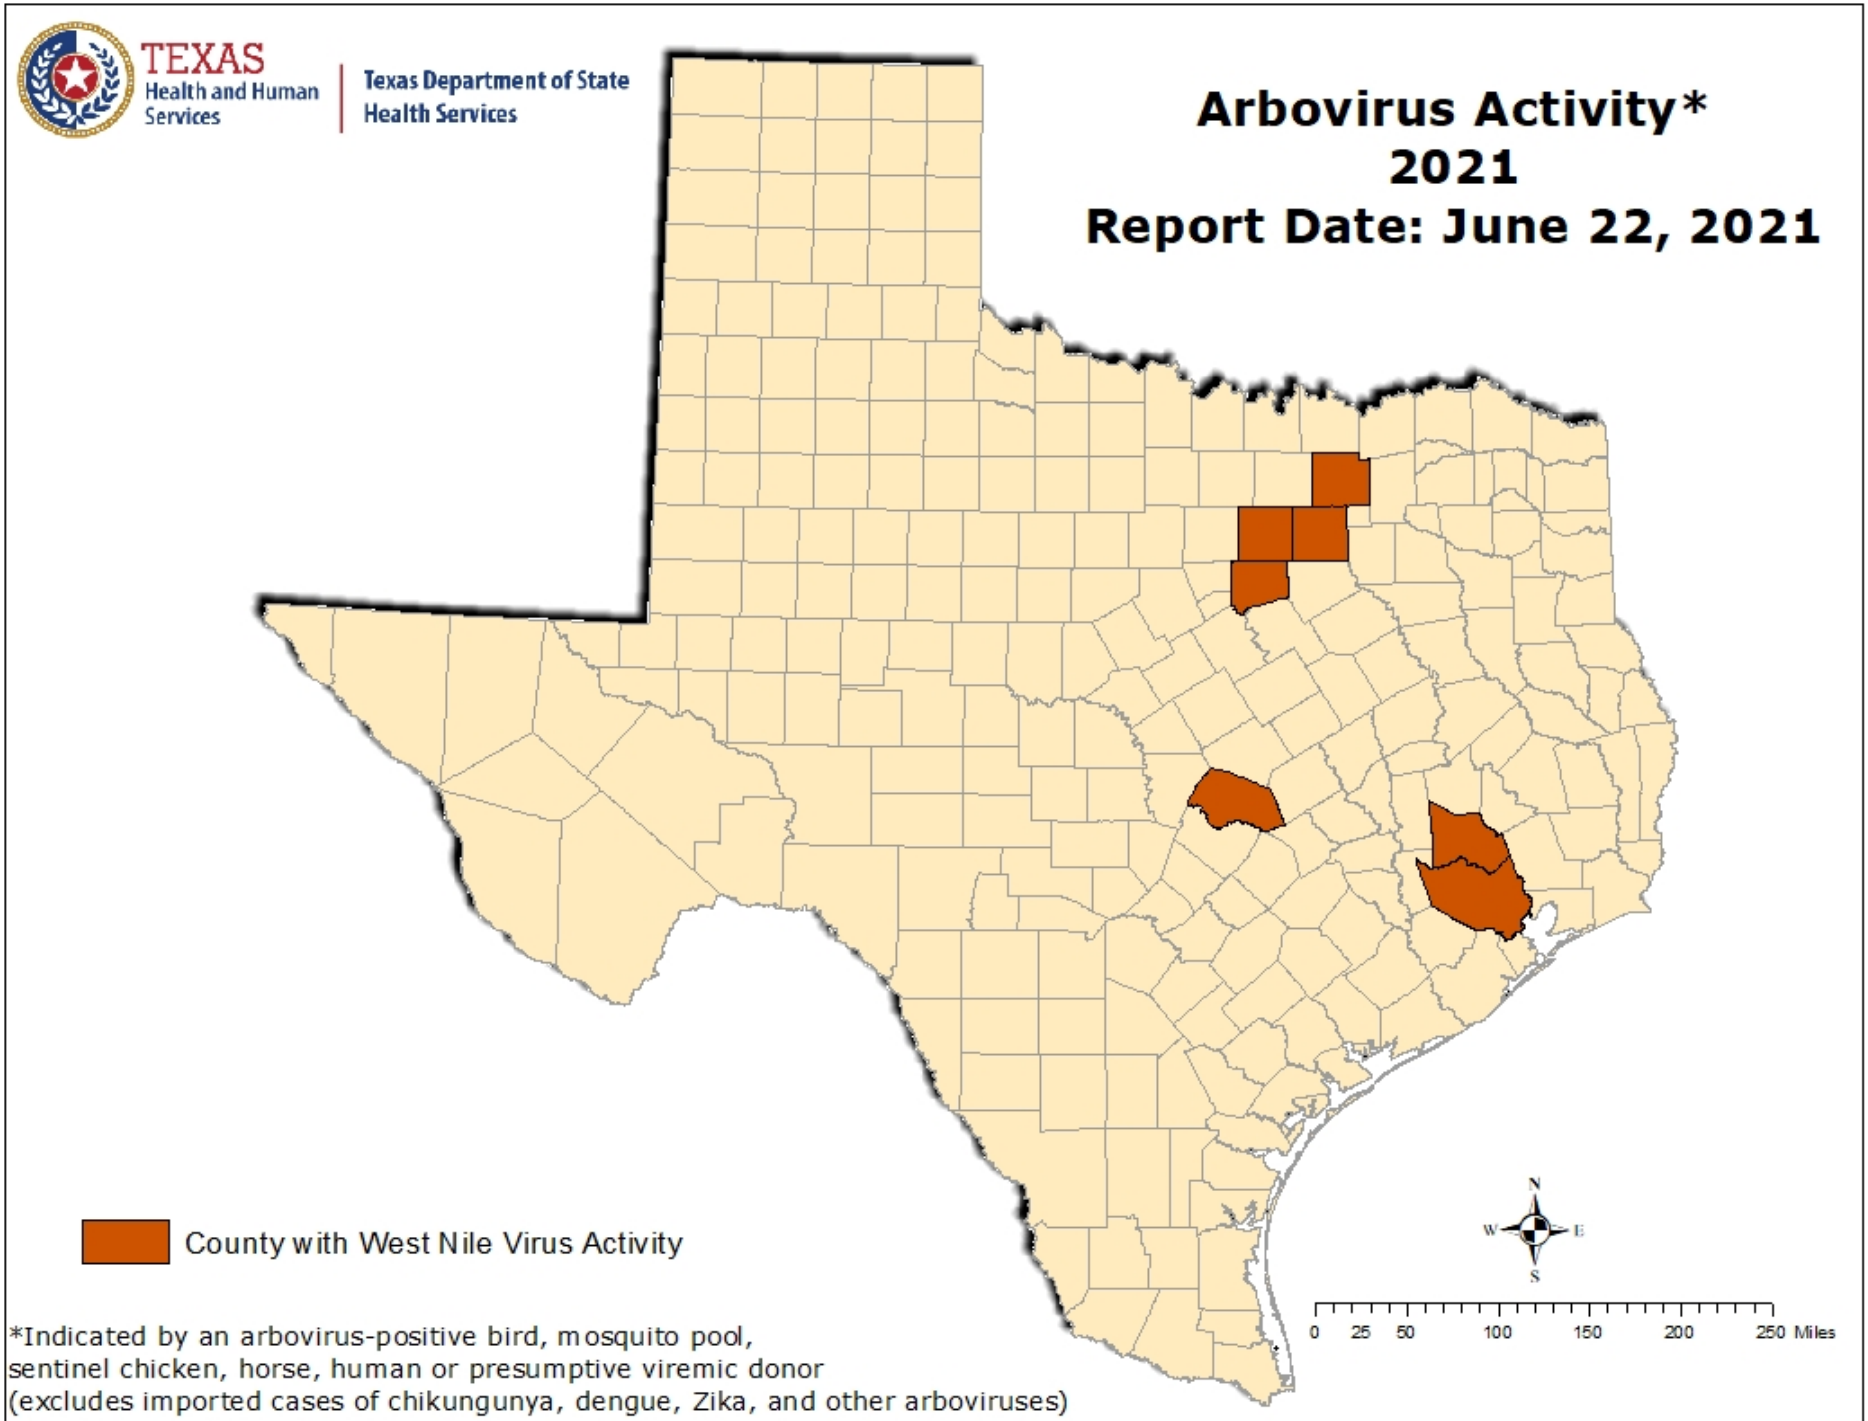 TEXAS
Health and Human
Services
Texas Department of State
Health Services
Arbovirus Activity*
2021
Report Date: June 22, 2021
County with West Nile Virus Activity
N
W
E
S
0 25 50 100 150 200 250 Miles
*Indicated by an arbovirus-positive bird, mosquito pool,
sentinel chicken, horse, human or presumptive viremic donor
(excludes imported cases of chikungunya, dengue, Zika, and other arboviruses)